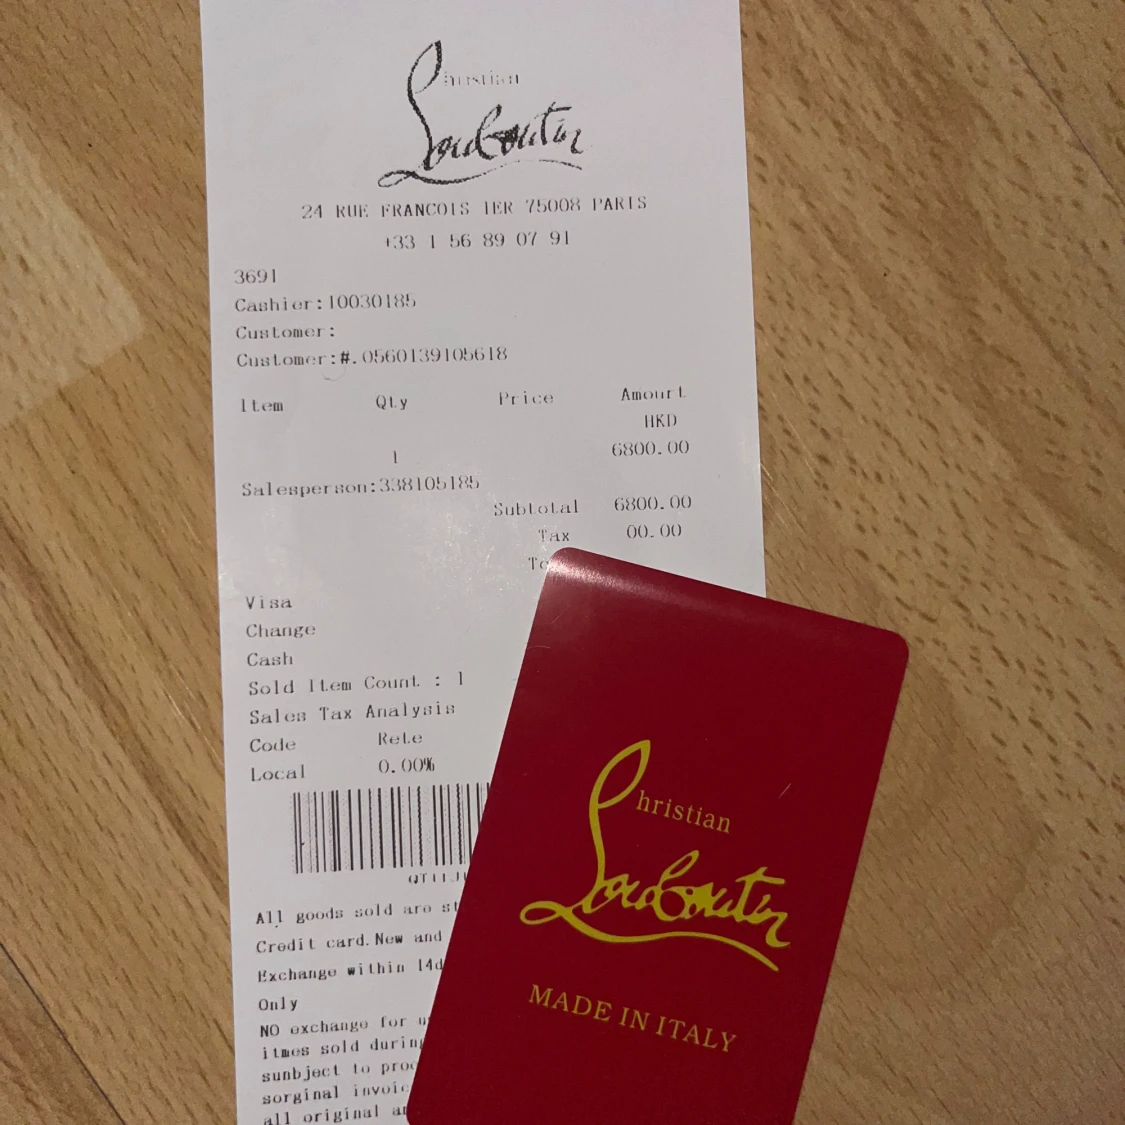 Christian
Louboutin
24 RUE FRANCOIS 1ER 75008 PARIS
+33 1 56 89 07 91
3691
Cashier:10030185
Customer:
Customer:#.0560139105618
Item Qty Price Amount
HKD
1 6800.00
Salesperson:338105185
Subtotal 6800.00
Tax 00.00
Visa
Change
Cash
Sold Item Count : 1
Sales Tax Analysis
Code Rete
Local 0.00%
All goods sold are
Credit card.New and
Exchange within 14d
Only
NO exchange for
itmes sold during
sunbject to
sorginal
all original
Christian
Louboutin
MADE IN ITALY